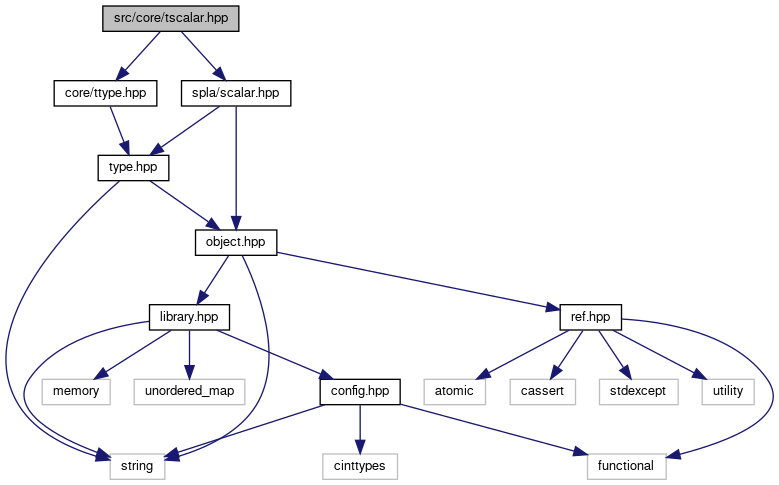 src/core/tscalar.hpp
core/ttype.hpp
spla/scalar.hpp
type.hpp
object.hpp
library.hpp
ref.hpp
memory
unordered_map
config.hpp
atomic
cassert
stdexcept
utility
string
cinttypes
functional